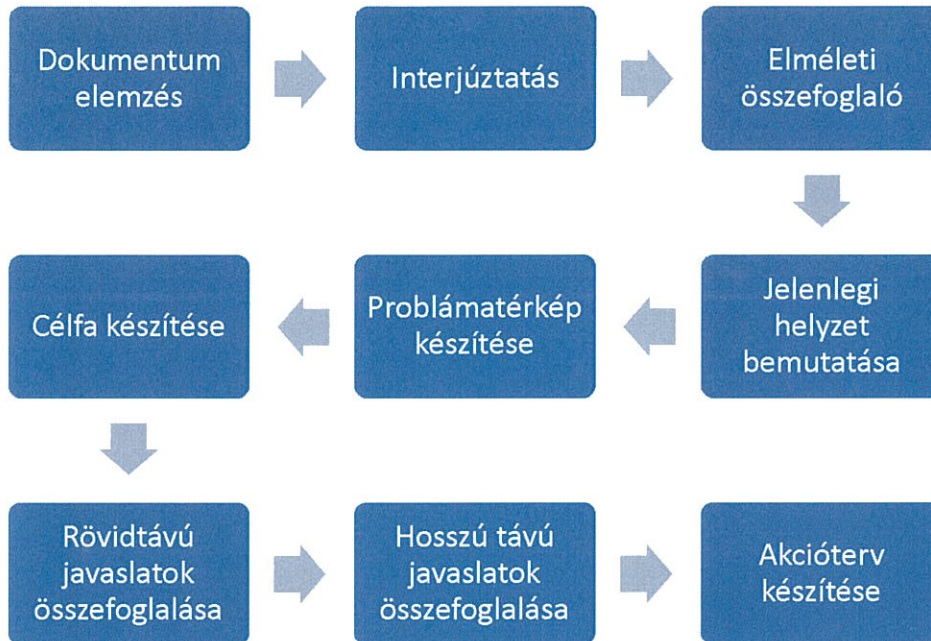 Dokumentum
elemzés
Interjúztatás
Elméleti
összefoglaló
Jelenlegi
helyzet
bemutatása
Problámatérkép
készítése
Célfa készítése
Rövidtávú
javaslatok
összefoglalása
Hosszú távú
javaslatok
összefoglalása
Akcióterv
készítése